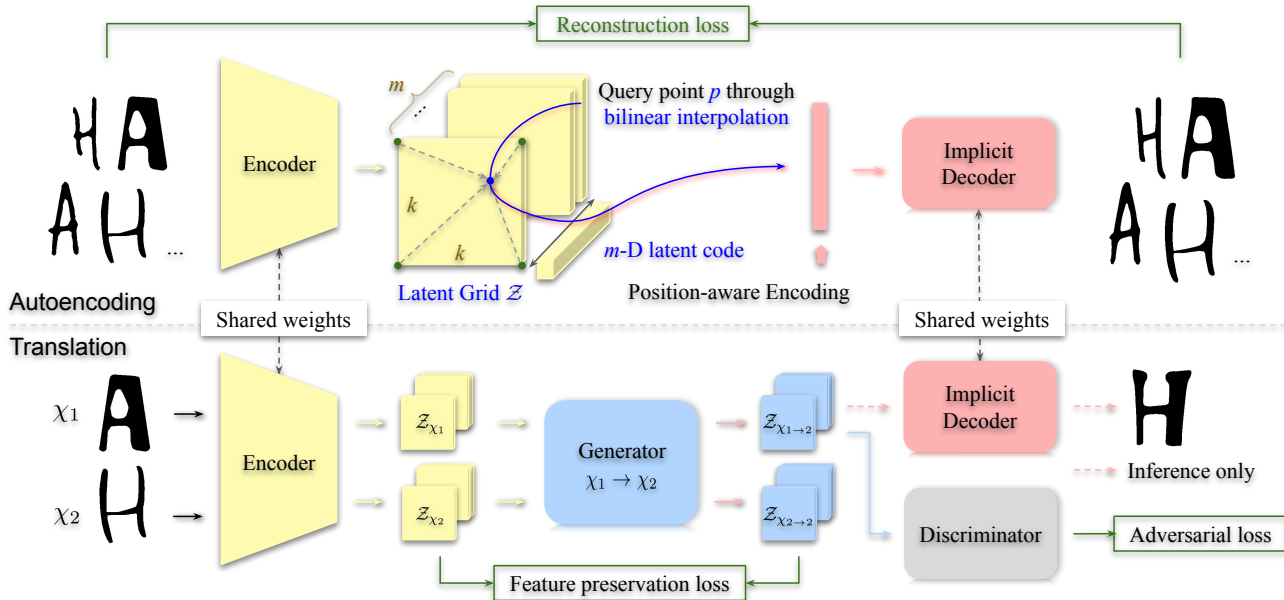 Reconstruction loss
H A
A H ...
Encoder
m
...
k
k
Latent Grid 𝒵
Query point p through
bilinear interpolation
m-D latent code
Position-aware Encoding
Implicit
Decoder
H A
A H ...
Autoencoding
Shared weights
Shared weights
Translation
χ₁ A
χ₂ H
Encoder
𝒵χ₁
𝒵χ₂
Generator
χ₁ → χ₂
𝒵χ₁→₂
𝒵χ₂→₂
Implicit
Decoder
H
Inference only
Discriminator
Adversarial loss
Feature preservation loss